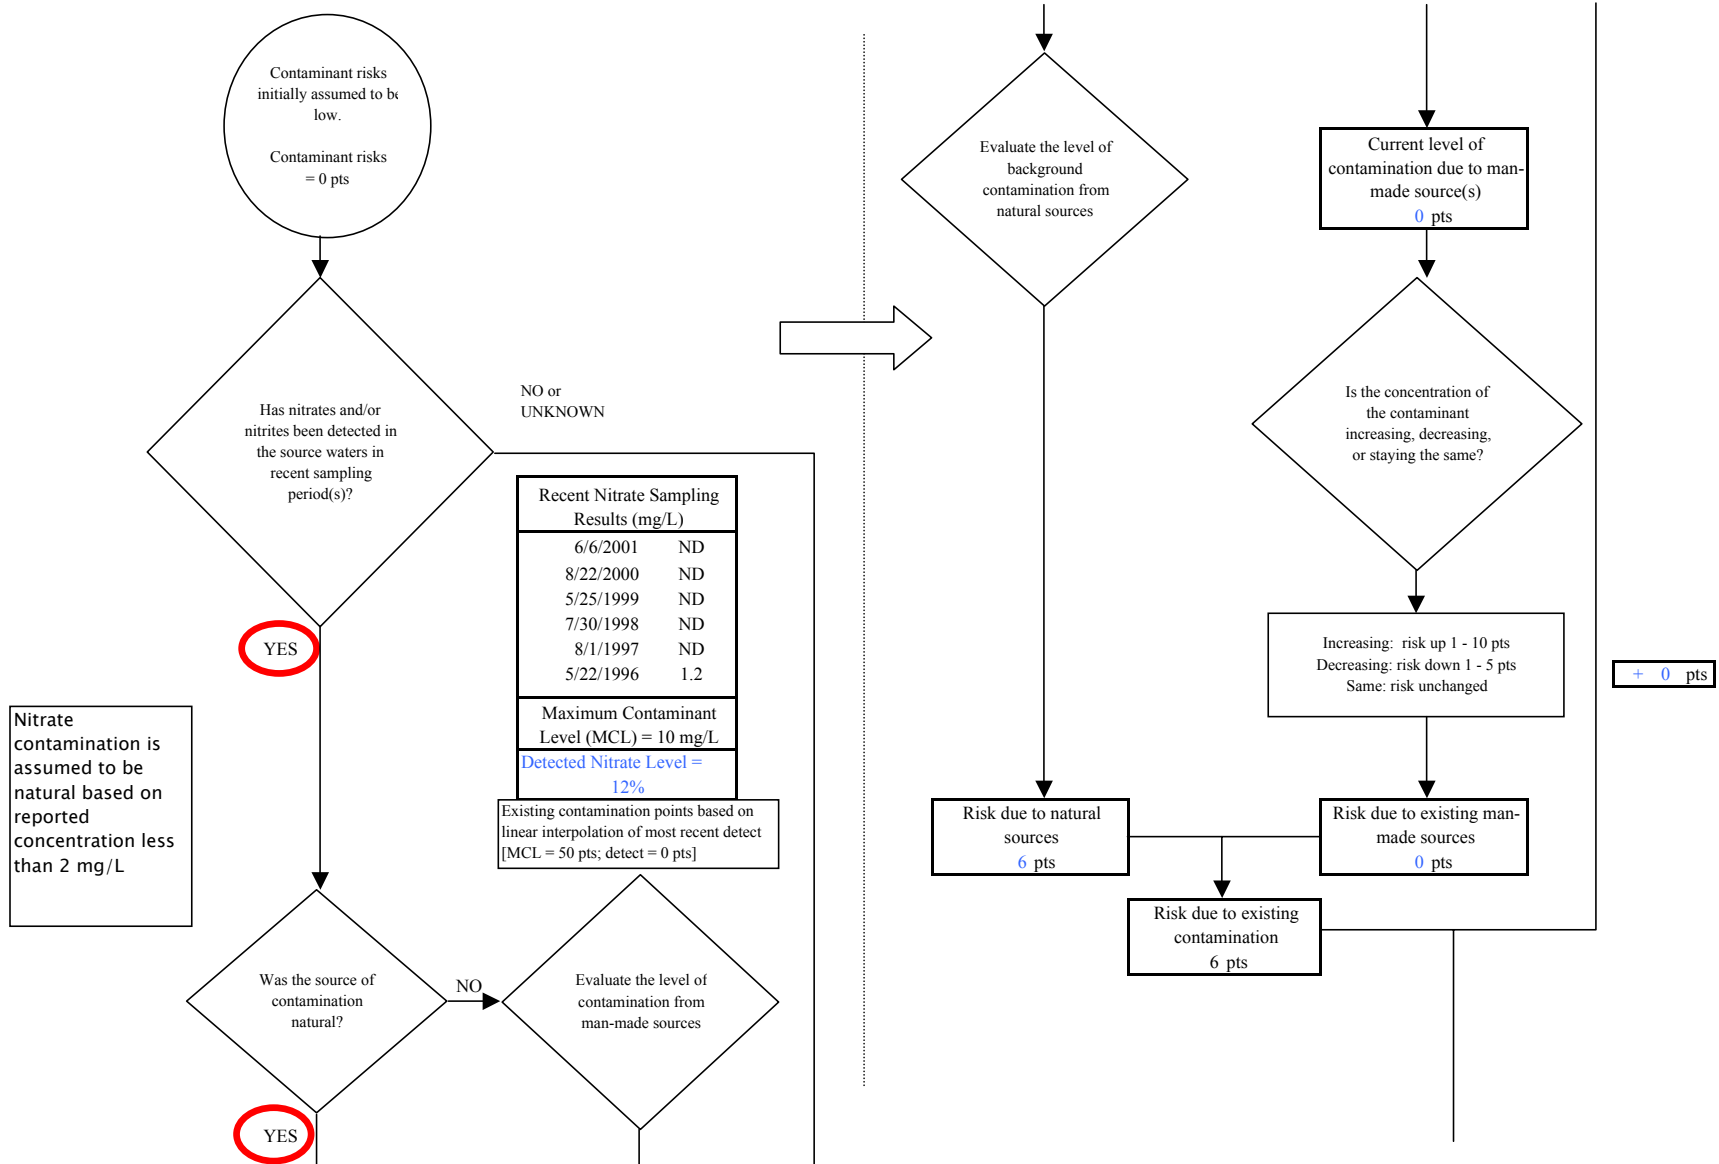 Contaminant risks
initially assumed to be
low.
Contaminant risks
= 0 pts
Has nitrates and/or
nitrites been detected in
the source waters in
recent sampling
period(s)?
NO or
UNKNOWN
YES
Recent Nitrate Sampling
Results (mg/L)
6/6/2001 ND
8/22/2000 ND
5/25/1999 ND
7/30/1998 ND
8/1/1997 ND
5/22/1996 1.2
Maximum Contaminant
Level (MCL) = 10 mg/L
Detected Nitrate Level =
12%
Existing contamination points based on
linear interpolation of most recent detect
[MCL = 50 pts; detect = 0 pts]
Nitrate
contamination is
assumed to be
natural based on
reported
concentration less
than 2 mg/L
Was the source of
contamination
natural?
NO
Evaluate the level of
contamination from
man-made sources
YES
Evaluate the level of
background
contamination from
natural sources
Current level of
contamination due to man-
made source(s)
0 pts
Is the concentration of
the contaminant
increasing, decreasing,
or staying the same?
Increasing: risk up 1 - 10 pts
Decreasing: risk down 1 - 5 pts
Same: risk unchanged
+ 0 pts
Risk due to natural
sources
6 pts
Risk due to existing man-
made sources
0 pts
Risk due to existing
contamination
6 pts